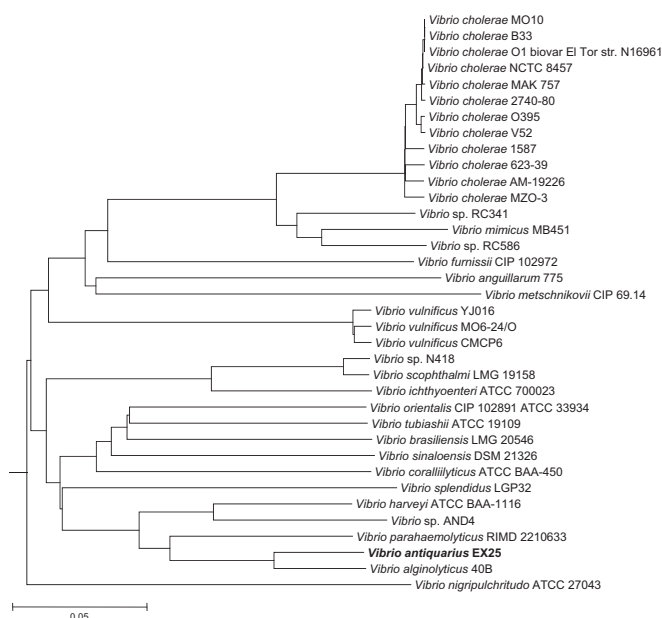 Vibrio cholerae MO10
Vibrio cholerae B33
Vibrio cholerae O1 biovar El Tor str. N16961
Vibrio cholerae NCTC 8457
Vibrio cholerae MAK 757
Vibrio cholerae 2740-80
Vibrio cholerae O395
Vibrio cholerae V52
Vibrio cholerae 1587
Vibrio cholerae 623-39
Vibrio cholerae AM-19226
Vibrio cholerae MZO-3
Vibrio sp. RC341
Vibrio mimicus MB451
Vibrio sp. RC586
Vibrio furnissii CIP 102972
Vibrio anguillarum 775
Vibrio metschnikovii CIP 69.14
Vibrio vulnificus YJ016
Vibrio vulnificus MO6-24/O
Vibrio vulnificus CMCP6
Vibrio sp. N418
Vibrio scophthalmi LMG 19158
Vibrio ichthyoenteri ATCC 700023
Vibrio orientalis CIP 102891 ATCC 33934
Vibrio tubiashii ATCC 19109
Vibrio brasiliensis LMG 20546
Vibrio sinaloensis DSM 21326
Vibrio coralliilyticus ATCC BAA-450
Vibrio splendidus LGP32
Vibrio harveyi ATCC BAA-1116
Vibrio sp. AND4
Vibrio parahaemolyticus RIMD 2210633
Vibrio antiquarius EX25
Vibrio alginolyticus 40B
Vibrio nigripulchritudo ATCC 27043
0.05